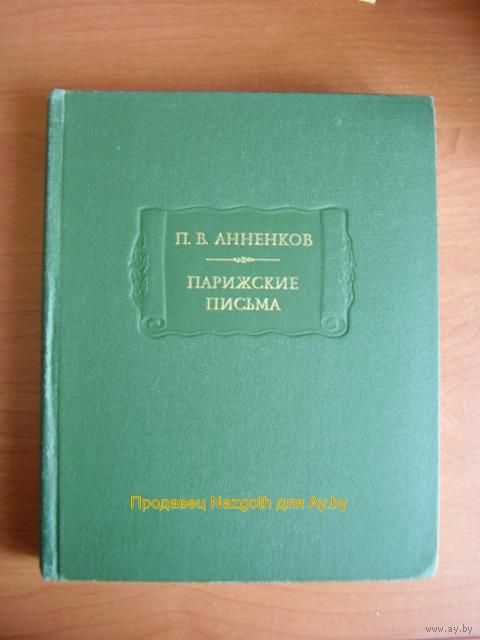 П. В. АННЕНКОВ
ПАРИЖСКИЕ
ПИСЬМА
Продавец Nazgoth для Ay.by
www.ay.by